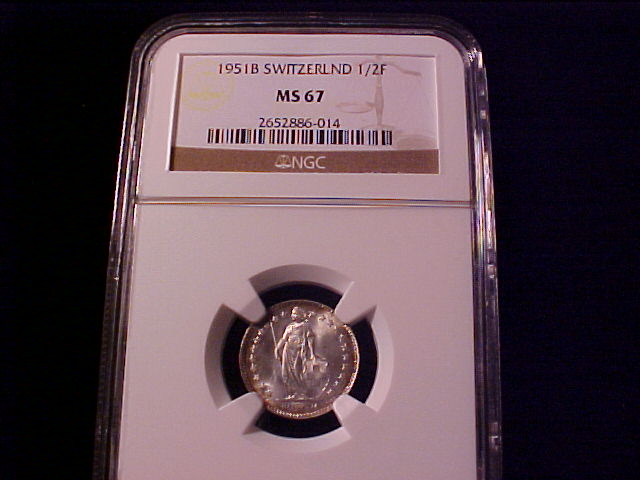 1951B SWITZERLND 1/2F
MS 67
2652886-014
NGC